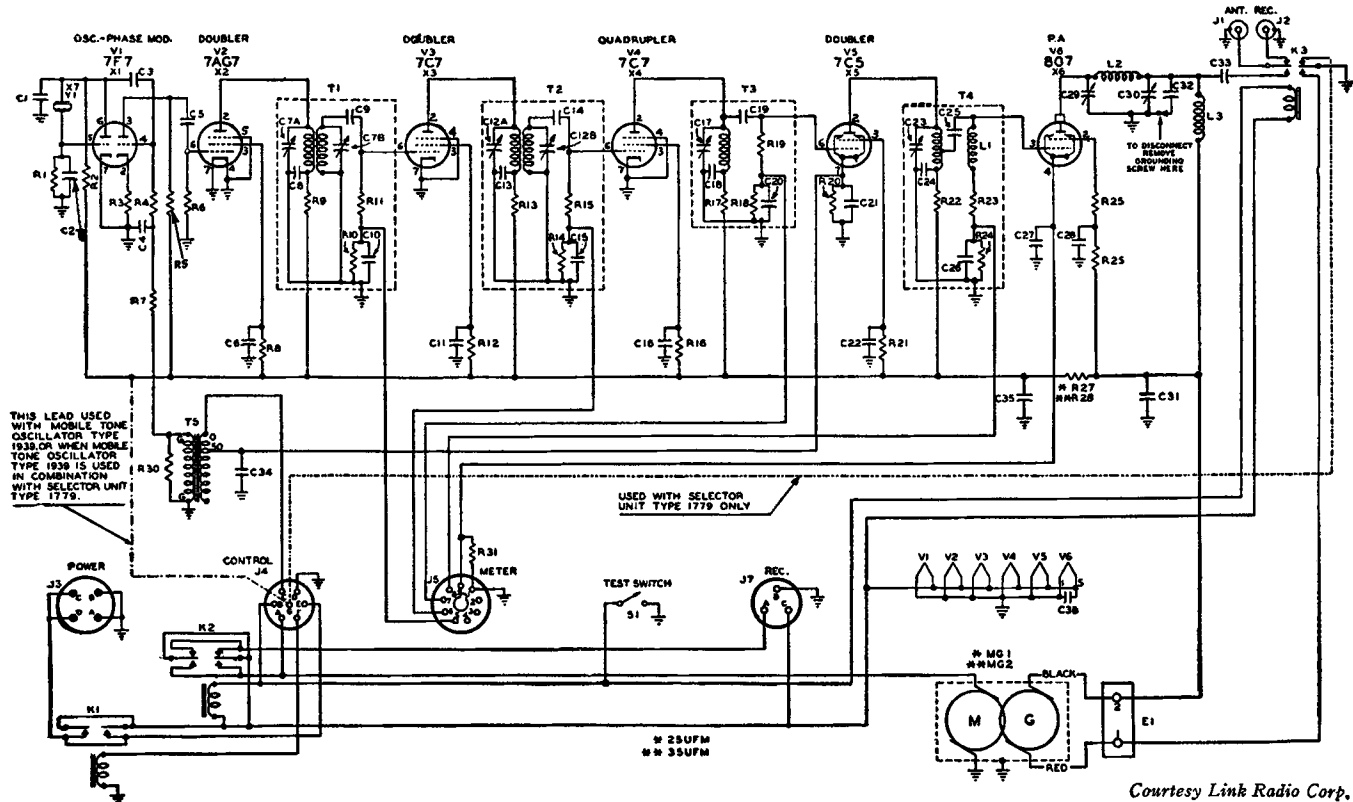 ANT. REC.
J1 J2
K3
OSC.-PHASE MOD.
V1
7F7
X1
DOUBLER
V2
7AG7
X2
DOUBLER
V3
7C7
X3
QUADRUPLER
V4
7C7
X4
DOUBLER
V5
7C5
X5
P.A
V6
807
X6
C1
X7
Y1
C3
C5
R1
C2
R2
R3
R4
C4
R5
R6
R7
C6
R8
T1
C7A
C9
C7B
C8
R9
R11
R10
C10
C11
R12
T2
C12A
C14
C12B
C13
R13
R15
R14
C15
C16
R16
T3
C17
C19
R19
C18
C20
R17
R18
R20
C21
C22
R21
T4
C23
C25
L1
C24
R22
R23
R24
C26
C27
C28
R25
R25
C29
L2
C30
C32
C33
L3
TO DISCONNECT
REMOVE
GROUNDING
SCREW HERE
C35
* R27
**R28
C31
THIS LEAD USED
WITH MOBILE TONE
OSCILLATOR TYPE
1939, OR WHEN MOBILE
TONE OSCILLATOR
TYPE 1939 IS USED
IN COMBINATION
WITH SELECTOR UNIT
TYPE 1779.
T5
R30
C34
USED WITH SELECTOR
UNIT TYPE 1779 ONLY
POWER
J3
CONTROL
J4
J5
METER
R31
TEST SWITCH
S1
J7
REC.
V1 V2 V3 V4 V5 V6
C38
K2
K1
* MG1
**MG2
BLACK
M G
RED
2
1
E1
* 25UFM
** 35UFM
Courtesy Link Radio Corp.